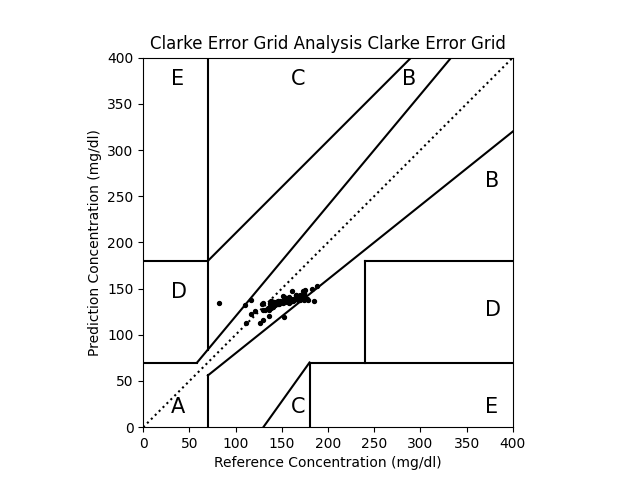 Clarke Error Grid Analysis Clarke Error Grid
400
E
C
B
350
300
B
250
200
D
150
D
100
50
A
C
E
0
0
50
100
150
200
250
300
350
400
Prediction Concentration (mg/dl)
Reference Concentration (mg/dl)